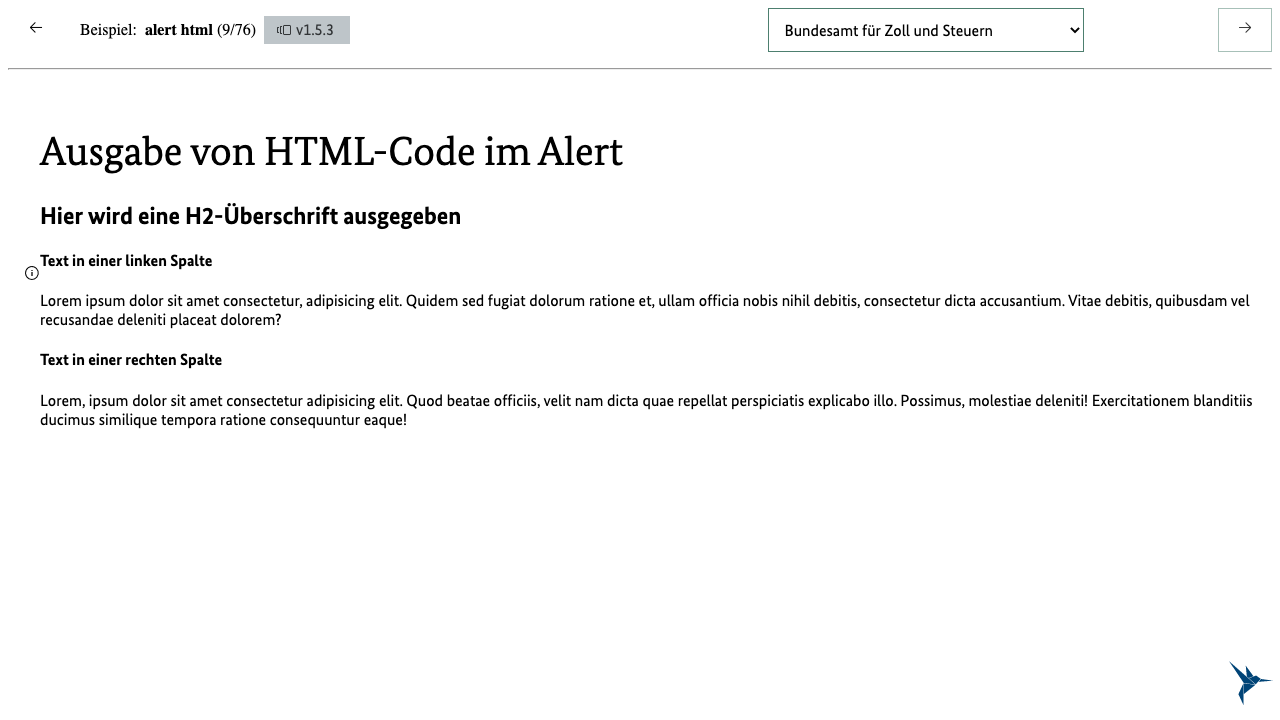 Beispiel: alert html (9/76) v1.5.3 Bundesamt für Zoll und Steuern
Ausgabe von HTML-Code im Alert
Hier wird eine H2-Überschrift ausgegeben
Text in einer linken Spalte
Lorem ipsum dolor sit amet consectetur, adipisicing elit. Quidem sed fugiat dolorum ratione et, ullam officia nobis nihil debitis, consectetur dicta accusantium. Vitae debitis, quibusdam vel
recusandae deleniti placeat dolorem?
Text in einer rechten Spalte
Lorem, ipsum dolor sit amet consectetur adipisicing elit. Quod beatae officiis, velit nam dicta quae repellat perspiciatis explicabo illo. Possimus, molestiae deleniti! Exercitationem blanditiis
ducimus similique tempora ratione consequuntur eaque!